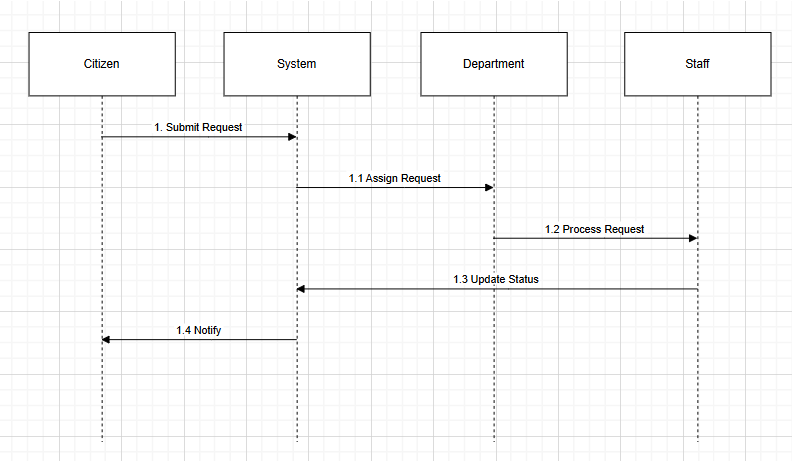 Citizen
System
Department
Staff
1. Submit Request
1.1 Assign Request
1.2 Process Request
1.3 Update Status
1.4 Notify